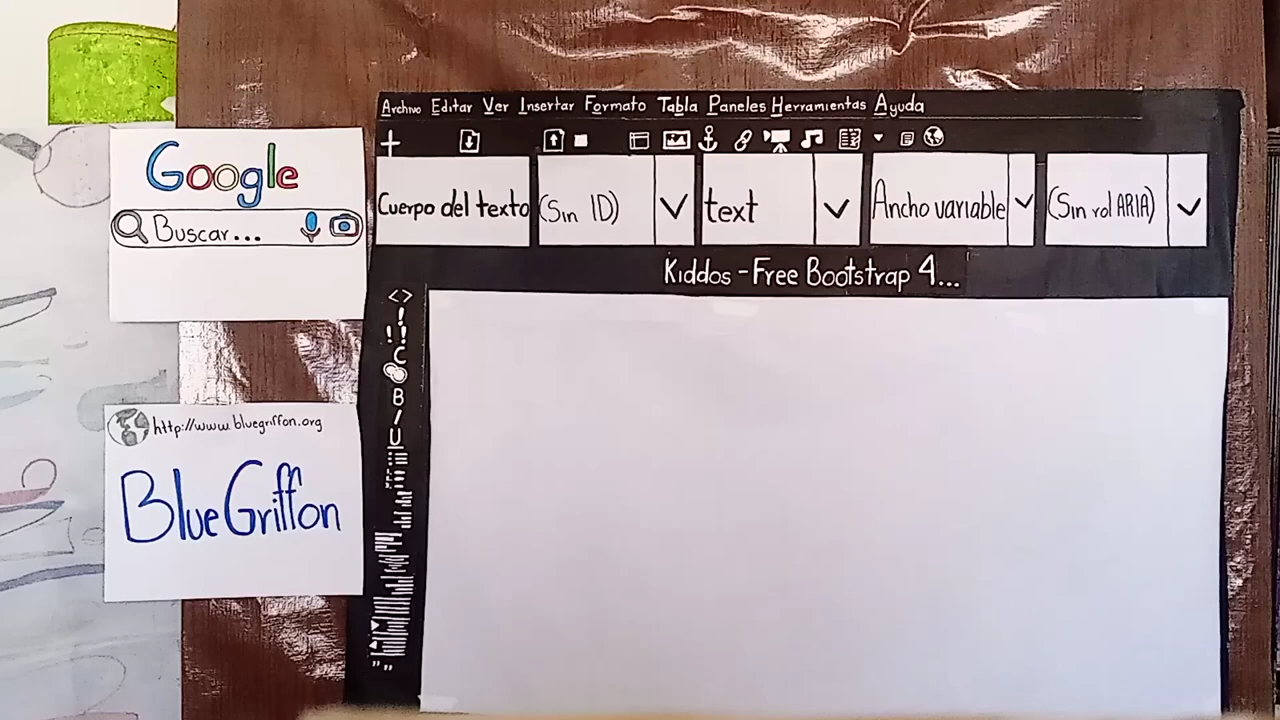 Google
Buscar...
http://www.bluegriffon.org
BlueGriffon
Archivo Editar Ver Insertar Formato Tabla Paneles Herramientas Ayuda
Cuerpo del texto (Sin ID) text Ancho variable (Sin rol ARIA)
Kiddos - Free Bootstrap 4...
<>
!
!!
C
B
I
U
""